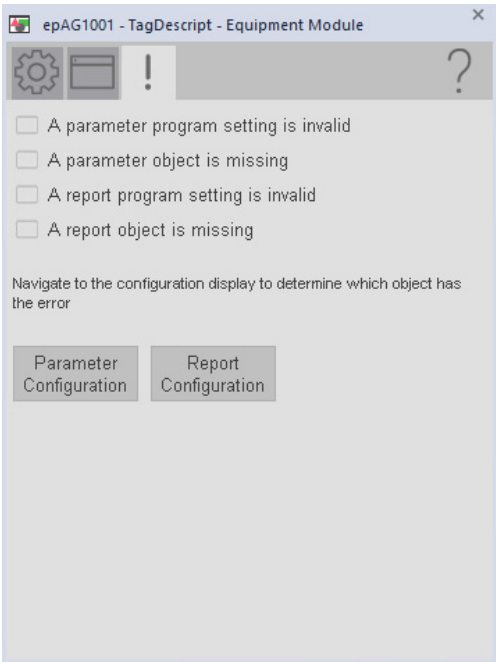 epAG1001 - TagDescript - Equipment Module
A parameter program setting is invalid
A parameter object is missing
A report program setting is invalid
A report object is missing
Navigate to the configuration display to determine which object has
the error
Parameter
Configuration
Report
Configuration